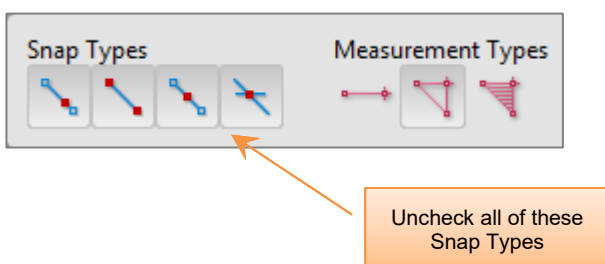 Snap Types
Measurement Types
Uncheck all of these
Snap Types